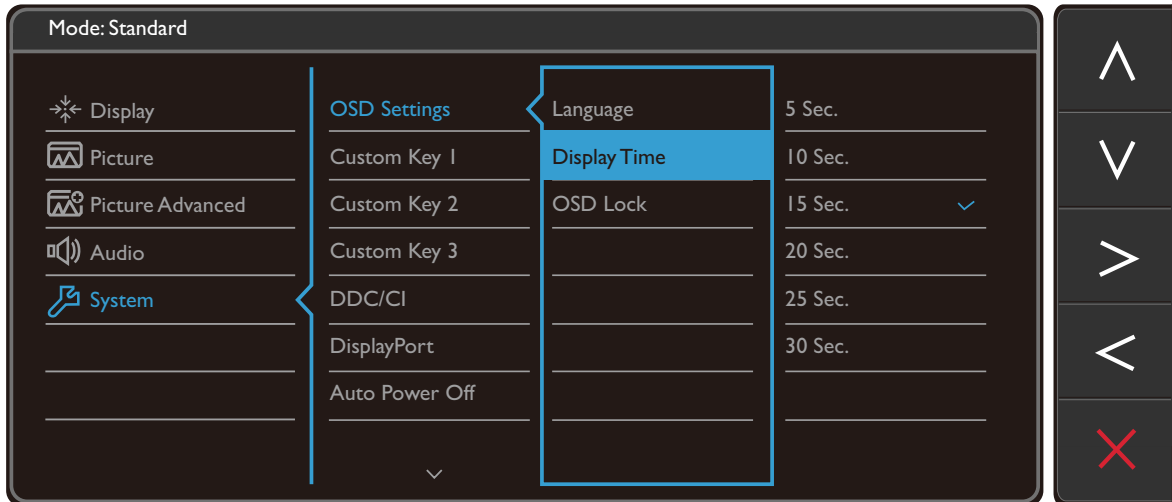 Mode: Standard
Display
Picture
Picture Advanced
Audio
System
OSD Settings
Custom Key 1
Custom Key 2
Custom Key 3
DDC/CI
DisplayPort
Auto Power Off
Language
Display Time
OSD Lock
5 Sec.
10 Sec.
15 Sec.
20 Sec.
25 Sec.
30 Sec.